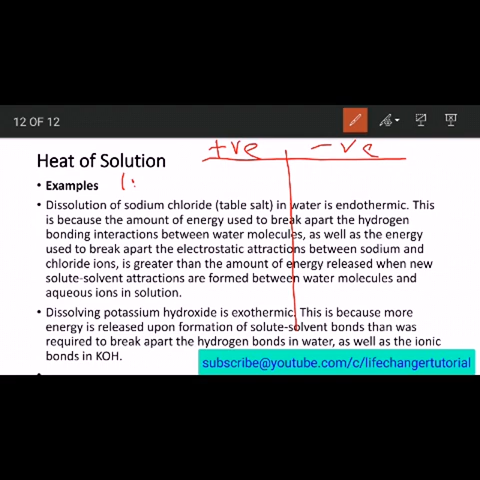 12 OF 12
+ve -ve
Heat of Solution
• Examples (:
• Dissolution of sodium chloride (table salt) in water is endothermic. This
is because the amount of energy used to break apart the hydrogen
bonding interactions between water molecules, as well as the energy
used to break apart the electrostatic attractions between sodium and
chloride ions, is greater than the amount of energy released when new
solute-solvent attractions are formed between water molecules and
aqueous ions in solution.
• Dissolving potassium hydroxide is exothermic. This is because more
energy is released upon formation of solute-solvent bonds than was
required to break apart the hydrogen bonds in water, as well as the ionic
bonds in KOH.
subscribe@youtube.com/c/lifechangertutorial